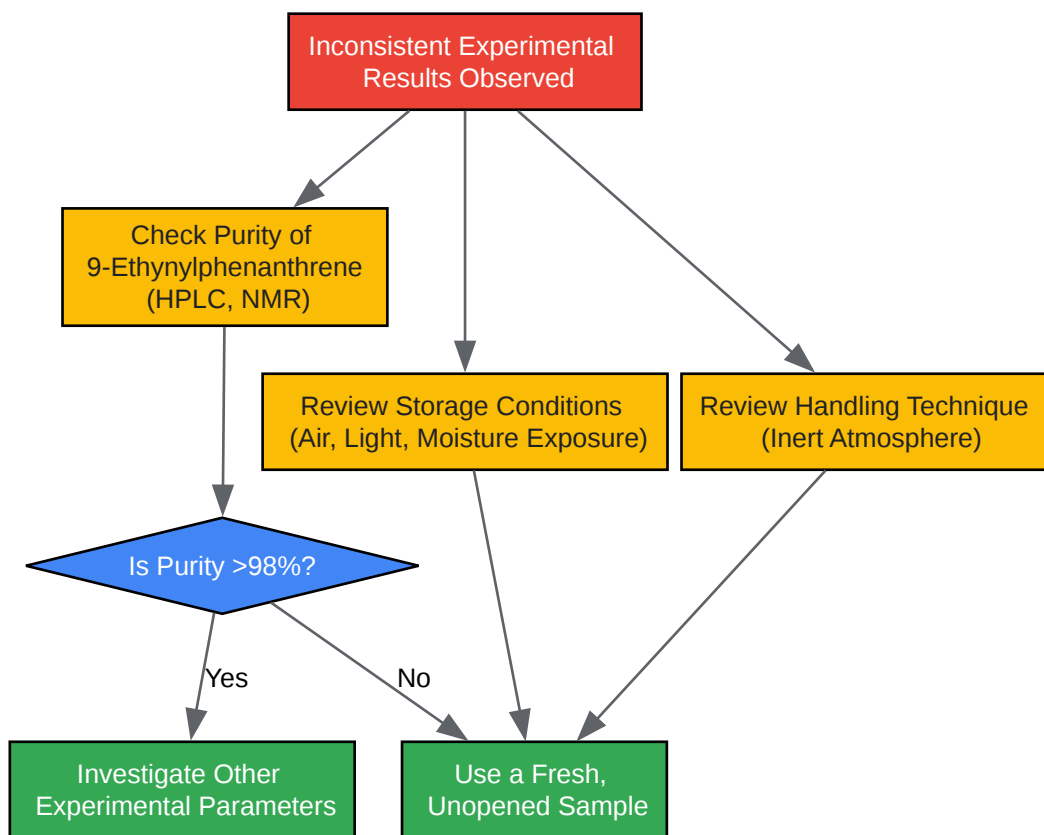 Inconsistent Experimental
Results Observed
Check Purity of
9-Ethynylphenanthrene
(HPLC, NMR)
Review Storage Conditions
(Air, Light, Moisture Exposure)
Review Handling Technique
(Inert Atmosphere)
Is Purity >98%?
Yes
No
Investigate Other
Experimental Parameters
Use a Fresh,
Unopened Sample